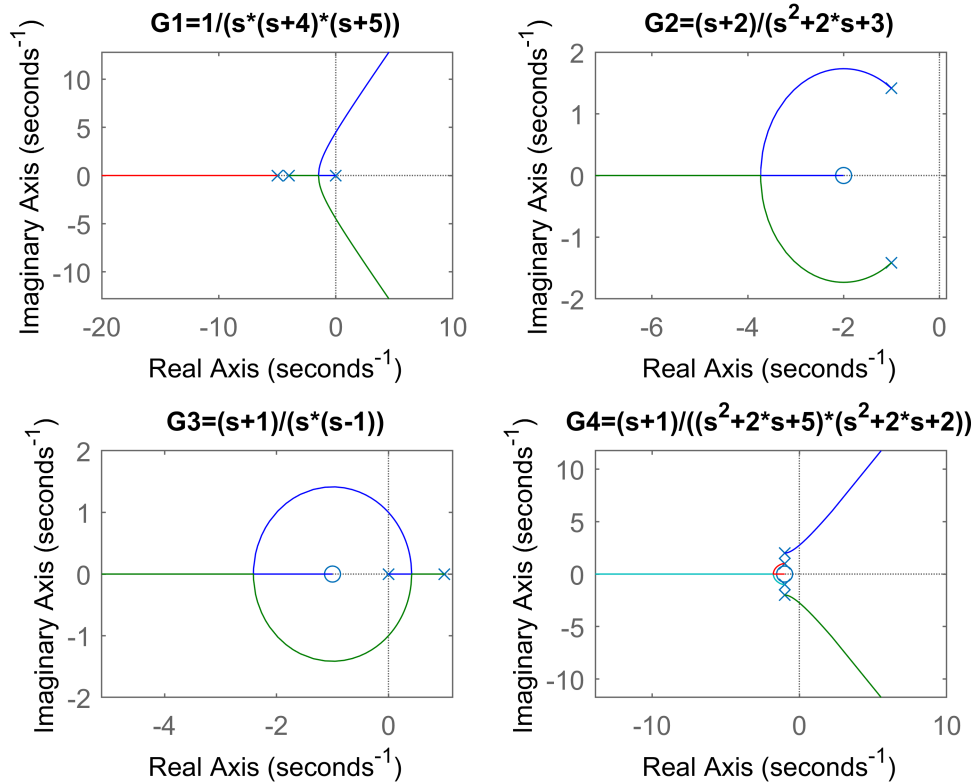 G1=1/(s*(s+4)*(s+5))
Imaginary Axis (seconds⁻¹)
10
5
0
-5
-10
-20
-10
0
10
Real Axis (seconds⁻¹)
G2=(s+2)/(s²+2*s+3)
Imaginary Axis (seconds⁻¹)
2
1
0
-1
-2
-6
-4
-2
0
Real Axis (seconds⁻¹)
G3=(s+1)/(s*(s-1))
Imaginary Axis (seconds⁻¹)
2
1
0
-1
-2
-4
-2
0
Real Axis (seconds⁻¹)
G4=(s+1)/((s²+2*s+5)*(s²+2*s+2))
Imaginary Axis (seconds⁻¹)
10
5
0
-5
-10
-10
0
10
Real Axis (seconds⁻¹)